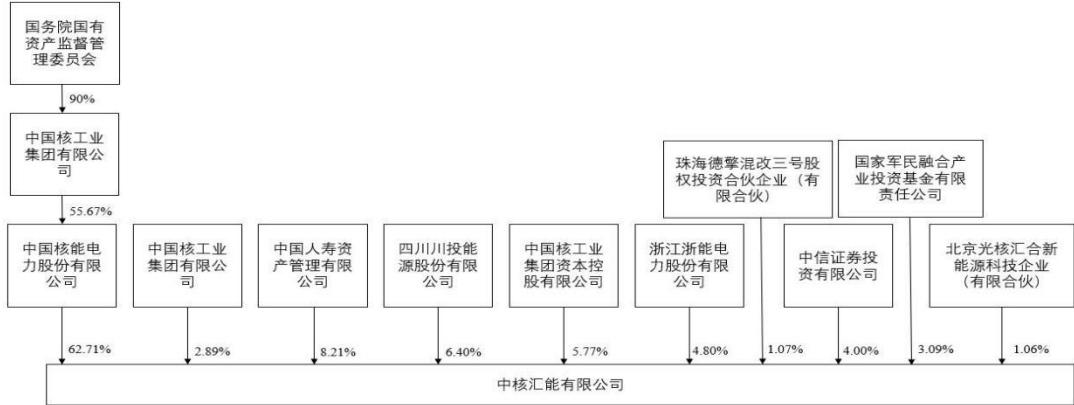 国务院国有
资产监督管
理委员会
90%
中国核工业
集团有限公
司
55.67%
中国核能电
力股份有限
公司
中国核工业
集团有限公
司
中国人寿资
产管理有限
公司
四川川投能
源股份有限
公司
中国核工业
集团资本控
股有限公司
浙江浙能电
力股份有限
公司
珠海德擎混改三号股
权投资合伙企业（有
限合伙）
中信证券投
资有限公司
国家军民融合产
业投资基金有限
责任公司
北京光核汇合新
能源科技企业
（有限合伙）
62.71%
2.89%
8.21%
6.40%
5.77%
4.80%
1.07%
4.00%
3.09%
1.06%
中核汇能有限公司